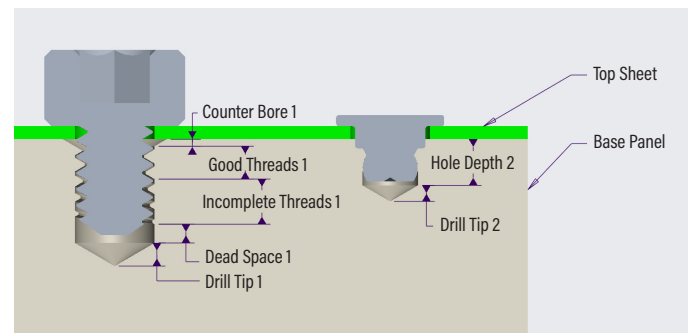 Top Sheet
Counter Bore 1
Base Panel
Good Threads 1
Hole Depth 2
Incomplete Threads 1
Drill Tip 2
Dead Space 1
Drill Tip 1